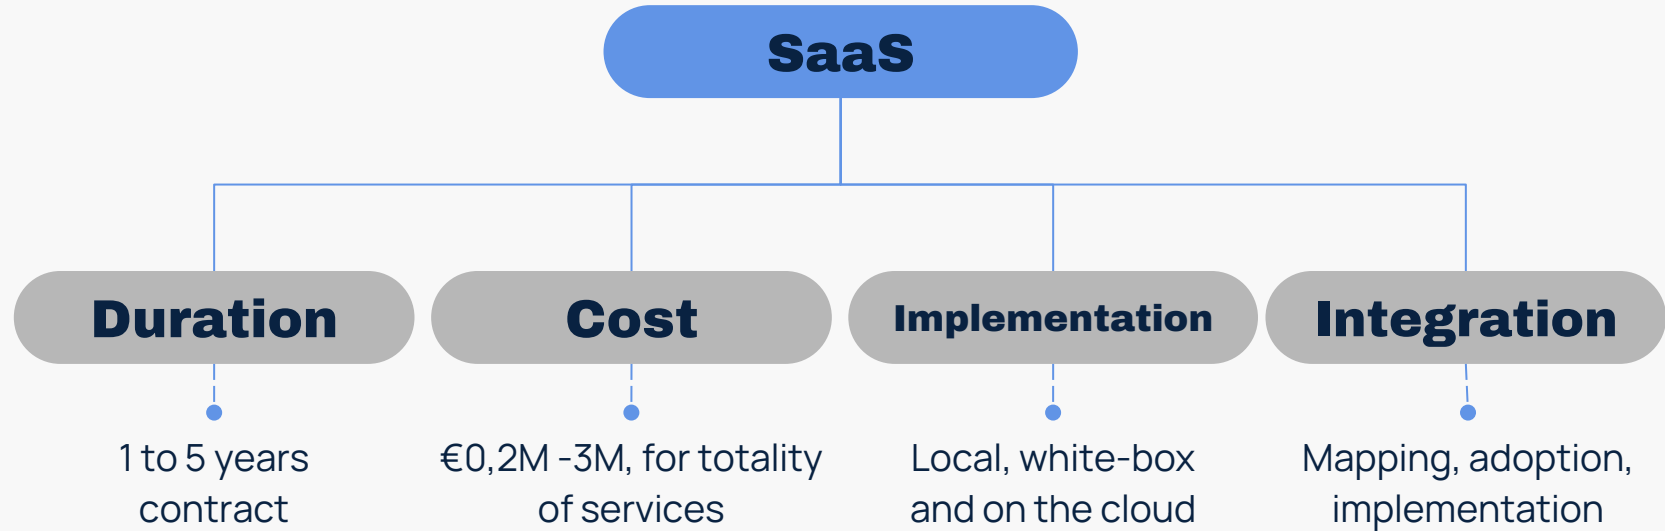 SaaS
Duration
Cost
Implementation
Integration
1 to 5 years
contract
€0,2M -3M, for totality
of services
Local, white-box
and on the cloud
Mapping, adoption,
implementation